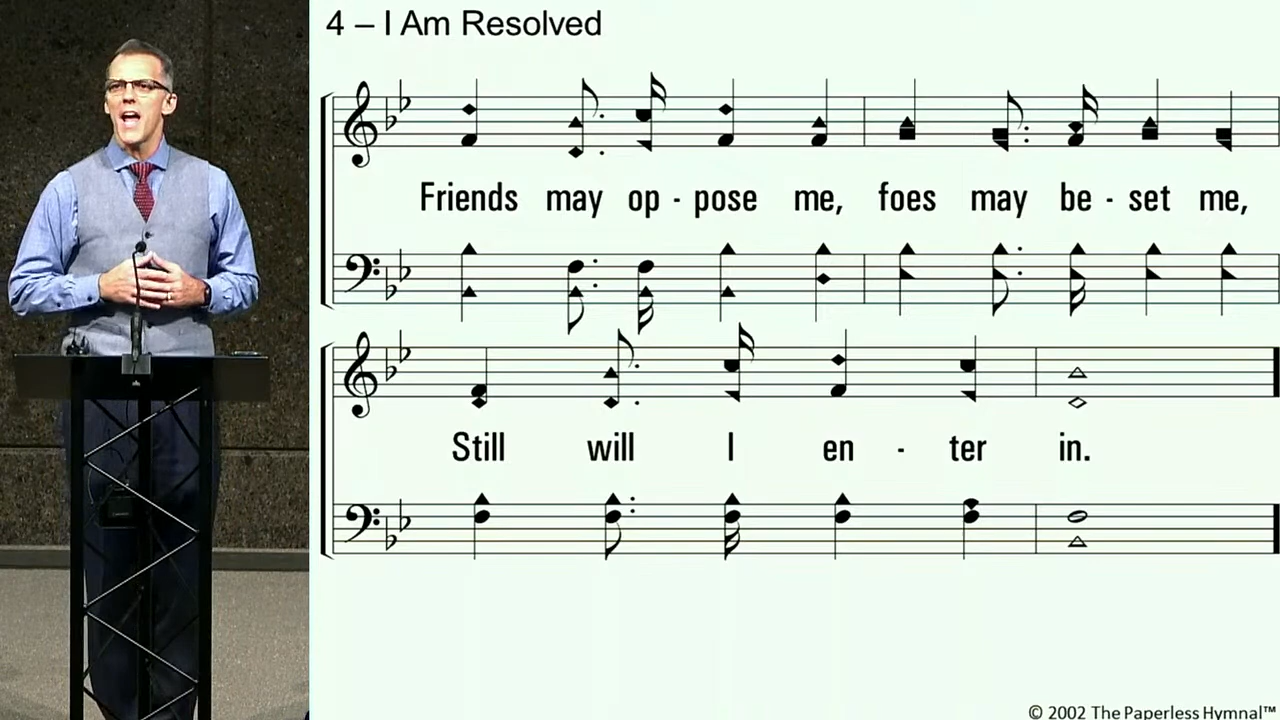 4 – I Am Resolved
Friends may op - pose me, foes may be - set me,
Still will I en - ter in.
© 2002 The Paperless Hymnal™